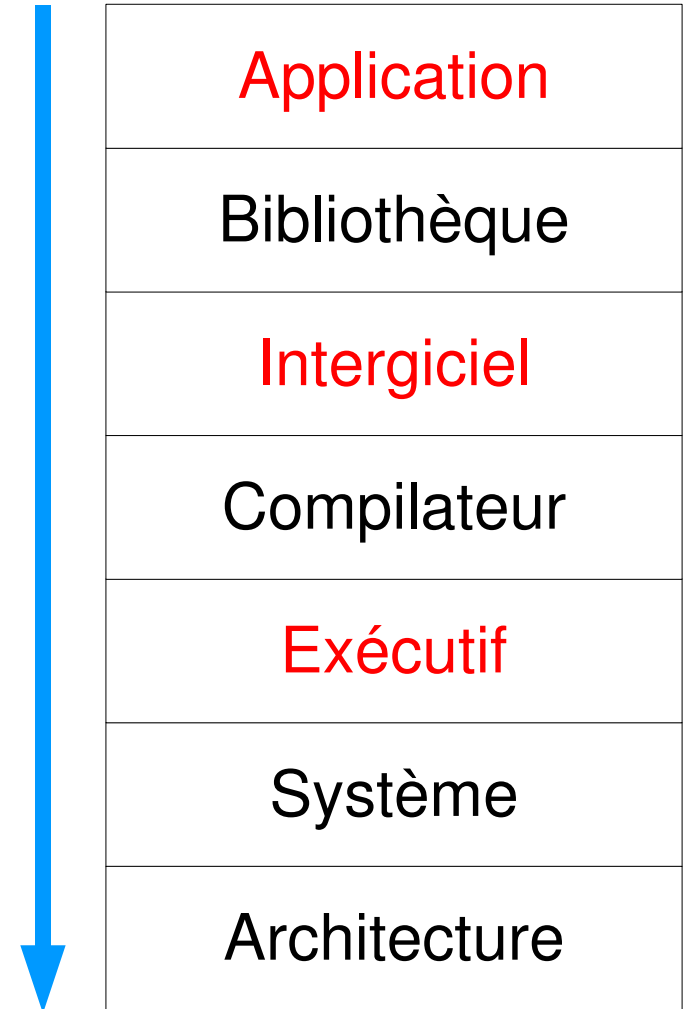 Application
Bibliothèque
Intergiciel
Compilateur
Exécutif
Système
Architecture